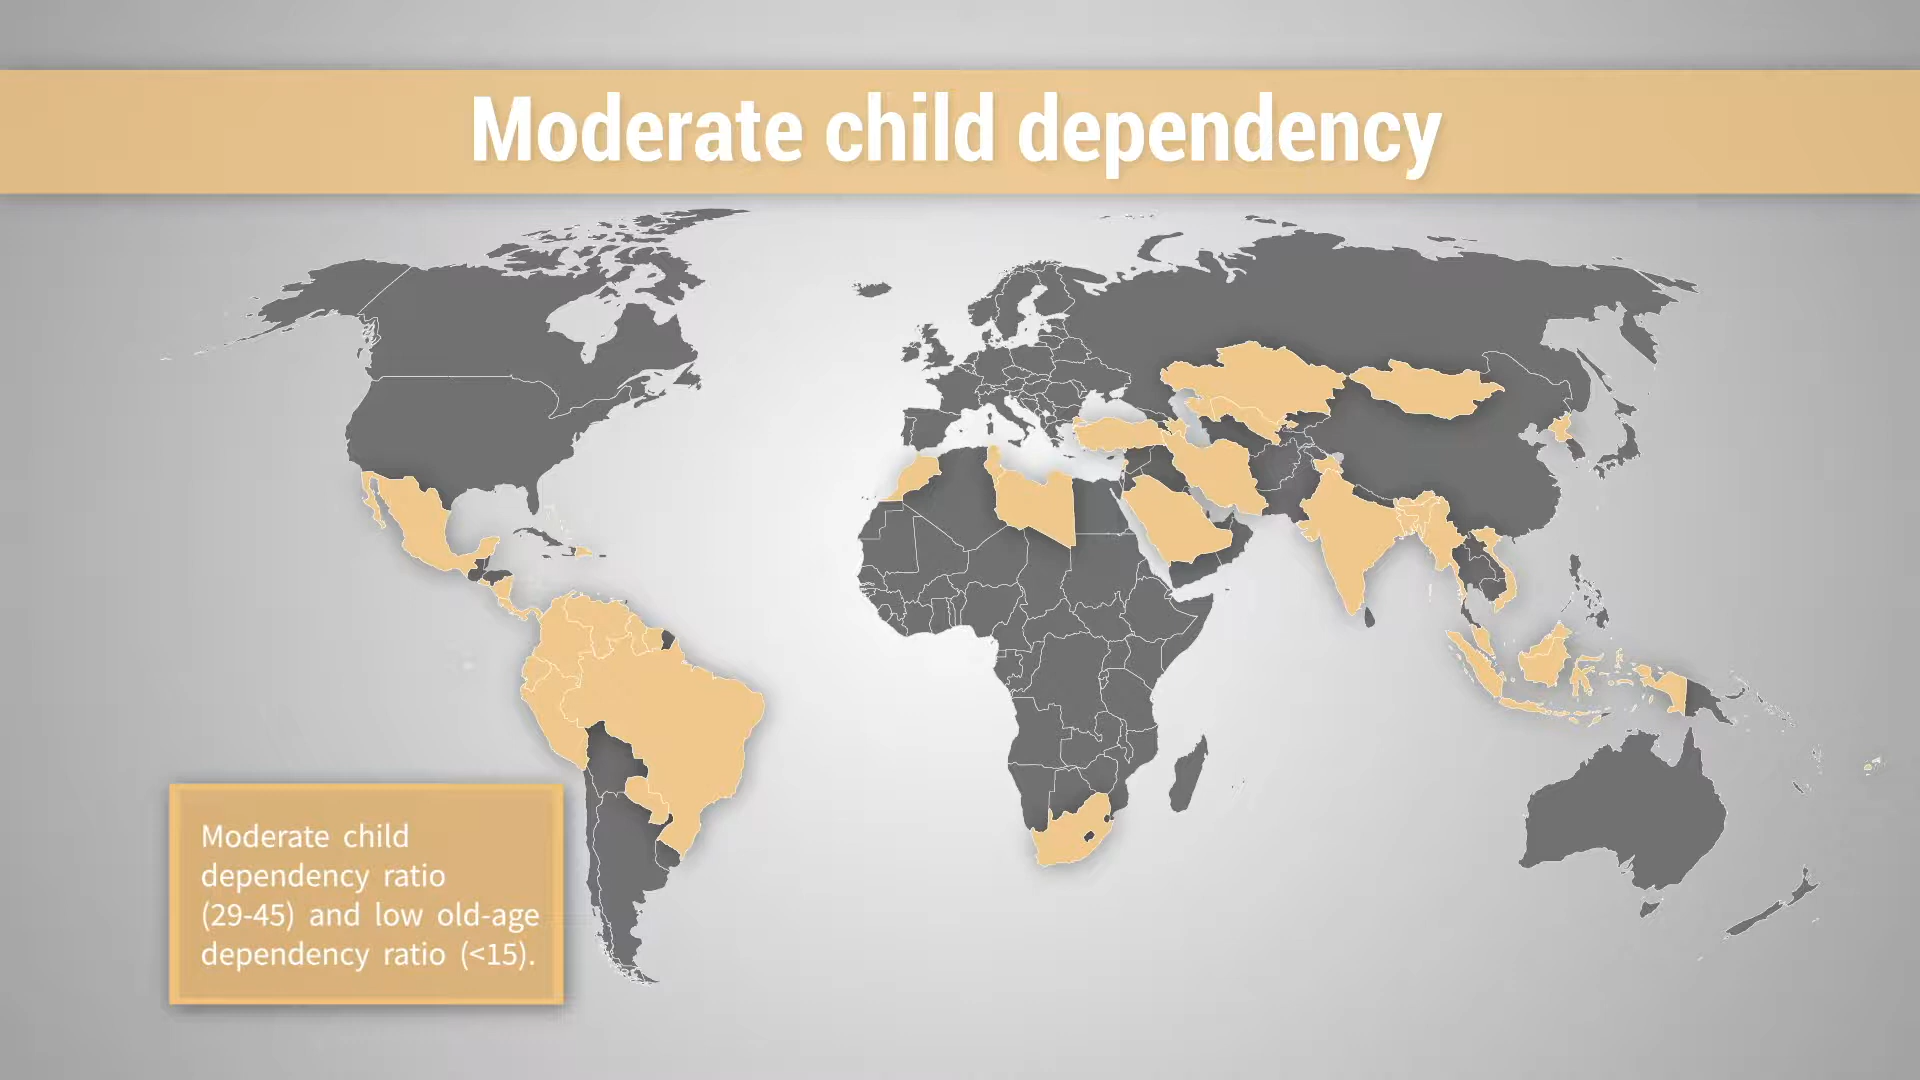 Moderate child dependency
Moderate child
dependency ratio
(29-45) and low old-age
dependency ratio (<15).